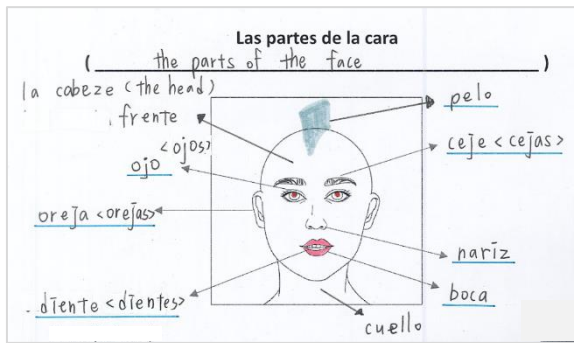 Las partes de la cara
( the parts of the face )
la cabeze (the head)
frente
pelo
<ojos>
ojo
ceje <cejas>
oreja <orejas>
nariz
diente <dientes>
boca
cuello